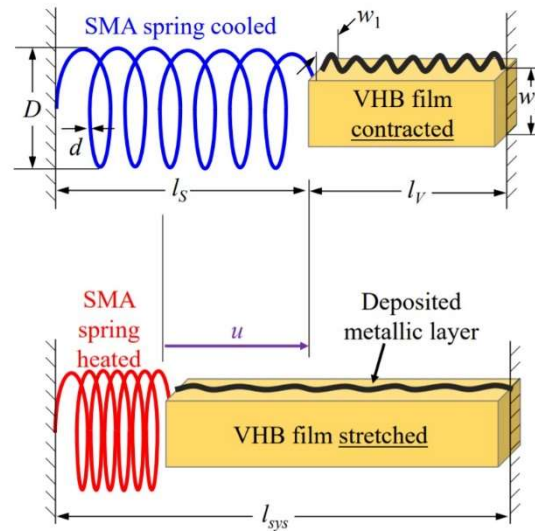 SMA spring cooled
w1
D
d
VHB film
contracted
w
lS
lV
SMA
spring
heated
u
Deposited
metallic layer
VHB film stretched
lsys